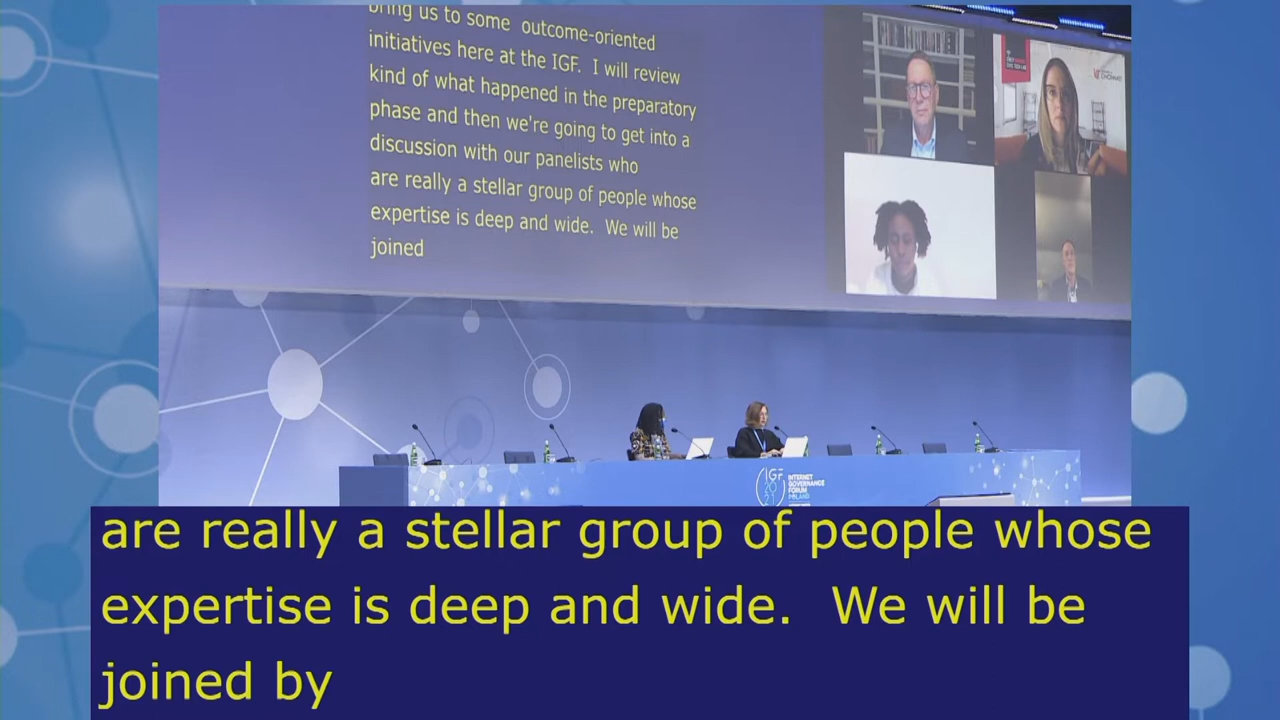 bring us to some outcome-oriented
initiatives here at the IGF. I will review
kind of what happened in the preparatory
phase and then we're going to get into a
discussion with our panelists who
are really a stellar group of people whose
expertise is deep and wide. We will be
joined
IGF
2021
INTERNET
GOVERNANCE
FORUM
POLAND
are really a stellar group of people whose
expertise is deep and wide. We will be
joined by